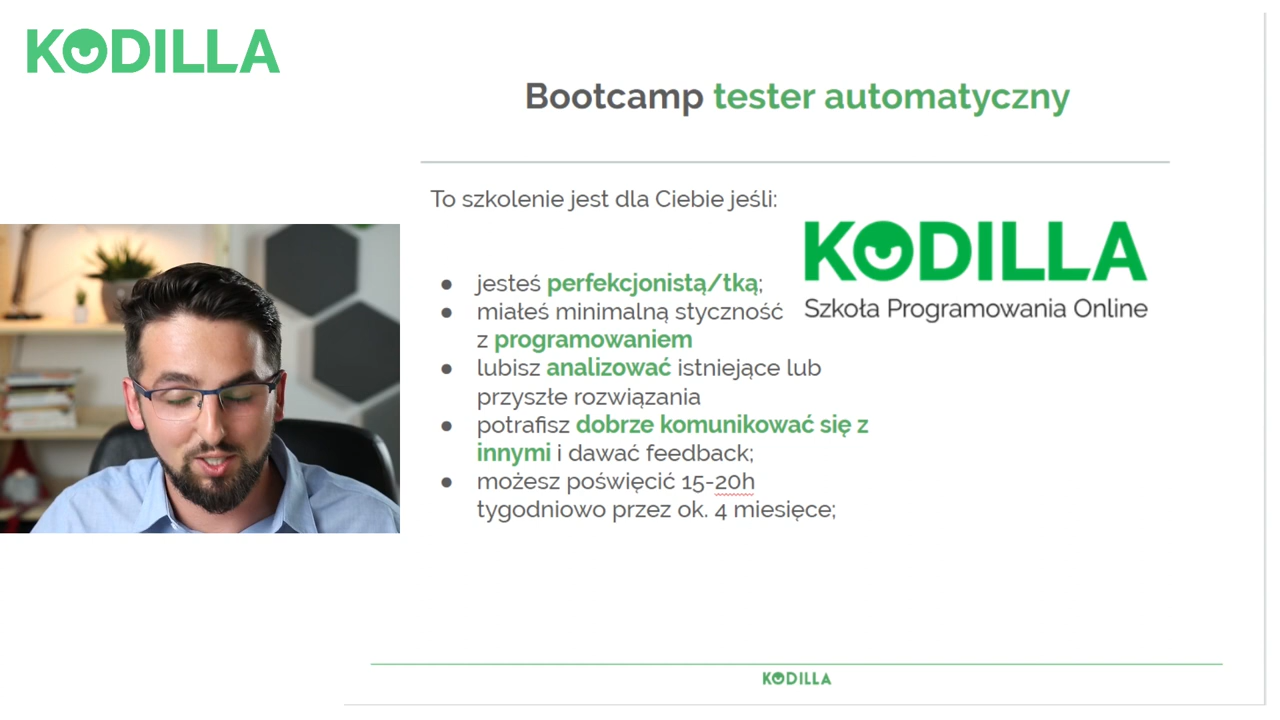 KODILLA
Bootcamp tester automatyczny
To szkolenie jest dla Ciebie jeśli:
● jesteś perfekcjonistą/tką;
● miałeś minimalną styczność
z programowaniem
● lubisz analizować istniejące lub
przyszłe rozwiązania
● potrafisz dobrze komunikować się z
innymi i dawać feedback;
● możesz poświęcić 15-20h
tygodniowo przez ok. 4 miesięce;
KODILLA
Szkoła Programowania Online
KODILLA